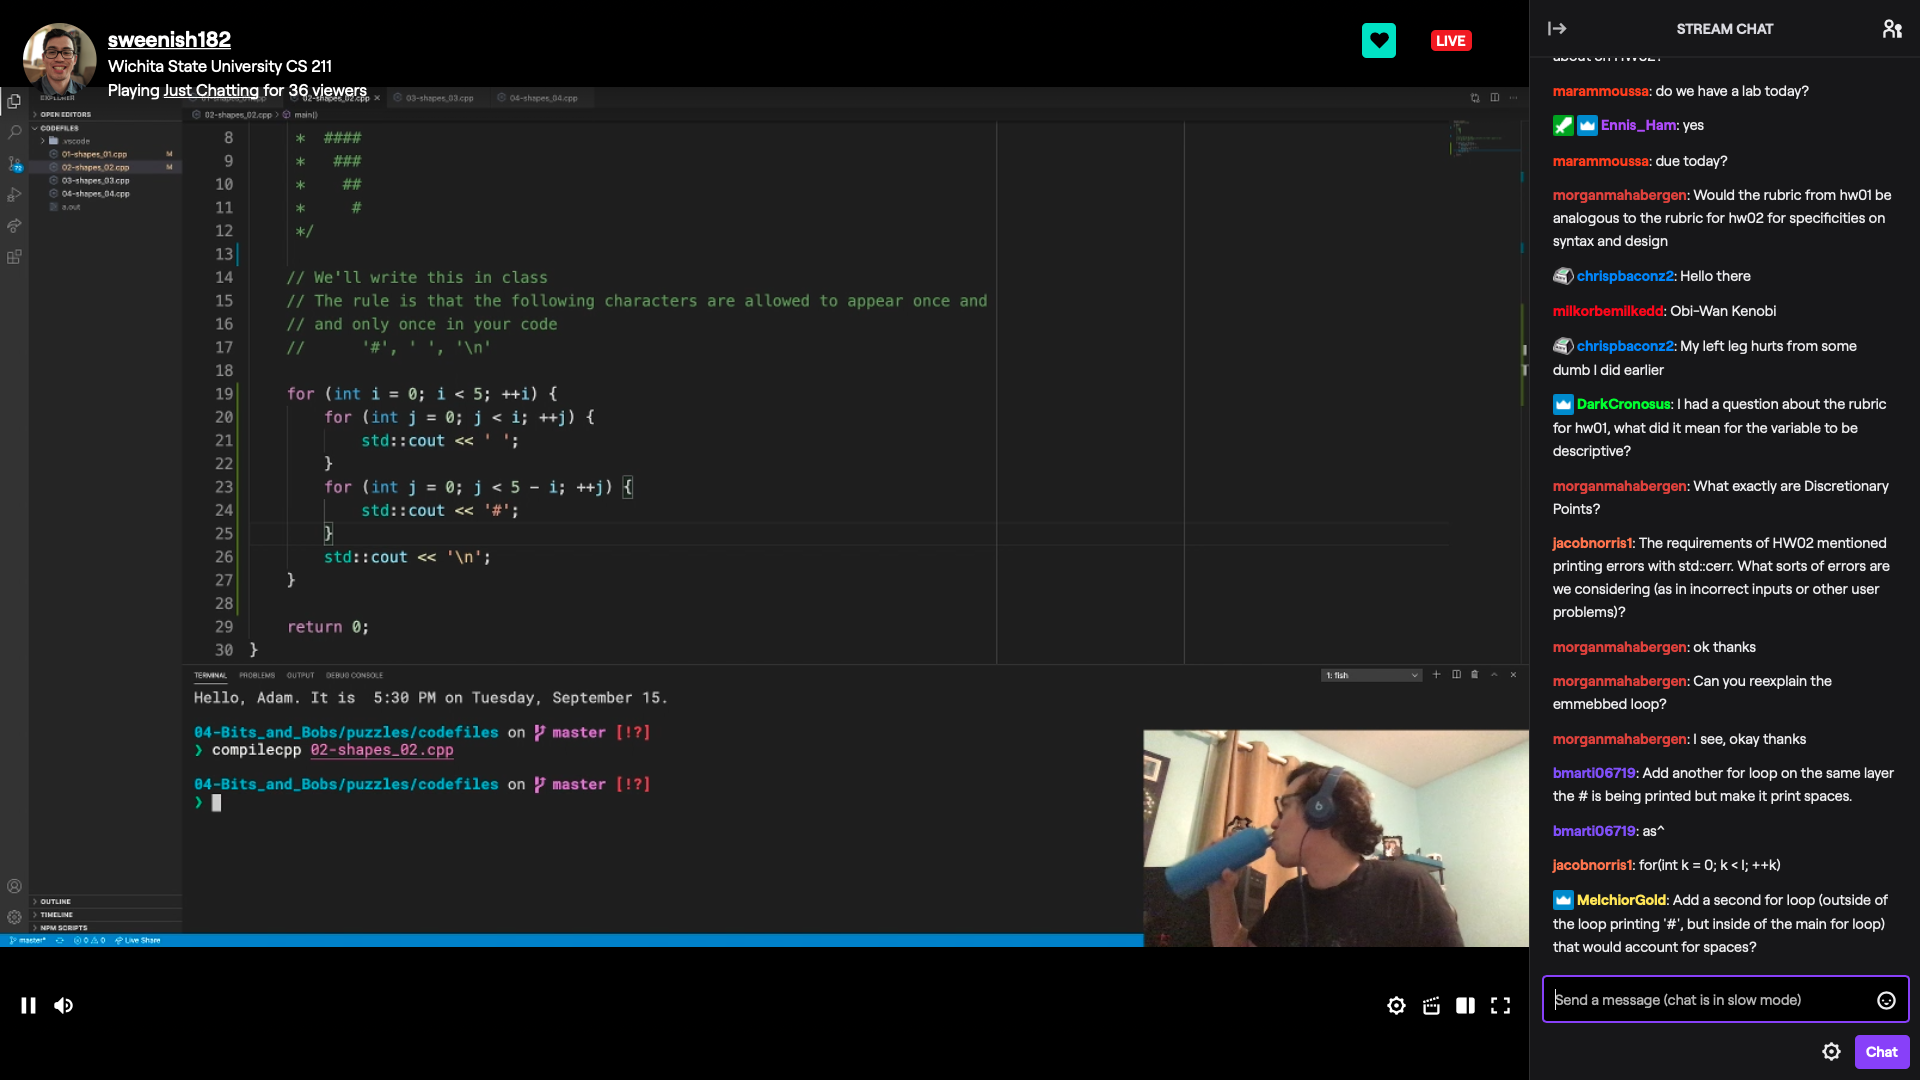 sweenish182
Wichita State University CS 211
Playing Just Chatting for 36 viewers
LIVE
EXPLORER
OPEN EDITORS
CODEFILES
.vscode
01-shapes_01.cpp M
02-shapes_02.cpp M
03-shapes_03.cpp
04-shapes_04.cpp
a.out
OUTLINE
TIMELINE
NPM SCRIPTS
02-shapes_02.cpp
03-shapes_03.cpp
04-shapes_04.cpp
02-shapes_02.cpp > main()
8 * ####
9 * ###
10 * ##
11 * #
12 */
13
14 // We'll write this in class
15 // The rule is that the following characters are allowed to appear once and
16 // and only once in your code
17 // '#', ' ', '\n'
18
19 for (int i = 0; i < 5; ++i) {
20 for (int j = 0; j < i; ++j) {
21 std::cout << ' ';
22 }
23 for (int j = 0; j < 5 - i; ++j) {
24 std::cout << '#';
25 }
26 std::cout << '\n';
27 }
28
29 return 0;
30 }
TERMINAL PROBLEMS OUTPUT DEBUG CONSOLE
1: fish
Hello, Adam. It is  5:30 PM on Tuesday, September 15.
04-Bits_and_Bobs/puzzles/codefiles on master [!?]
❯ compilecpp 02-shapes_02.cpp
04-Bits_and_Bobs/puzzles/codefiles on master [!?]
❯
master* 0 0 Live Share
STREAM CHAT
about on HW02?
marammoussa: do we have a lab today?
Ennis_Ham: yes
marammoussa: due today?
morganmahabergen: Would the rubric from hw01 be
analogous to the rubric for hw02 for specificities on
syntax and design
chrispbaconz2: Hello there
milkorbemilkedd: Obi-Wan Kenobi
chrispbaconz2: My left leg hurts from some
dumb I did earlier
DarkCronosus: I had a question about the rubric
for hw01, what did it mean for the variable to be
descriptive?
morganmahabergen: What exactly are Discretionary
Points?
jacobnorris1: The requirements of HW02 mentioned
printing errors with std::cerr. What sorts of errors are
we considering (as in incorrect inputs or other user
problems)?
morganmahabergen: ok thanks
morganmahabergen: Can you reexplain the
emmebbed loop?
morganmahabergen: I see, okay thanks
bmarti06719: Add another for loop on the same layer
the # is being printed but make it print spaces.
bmarti06719: as^
jacobnorris1: for(int k = 0; k < I; ++k)
MelchiorGold: Add a second for loop (outside of
the loop printing '#', but inside of the main for loop)
that would account for spaces?
Send a message (chat is in slow mode)
Chat